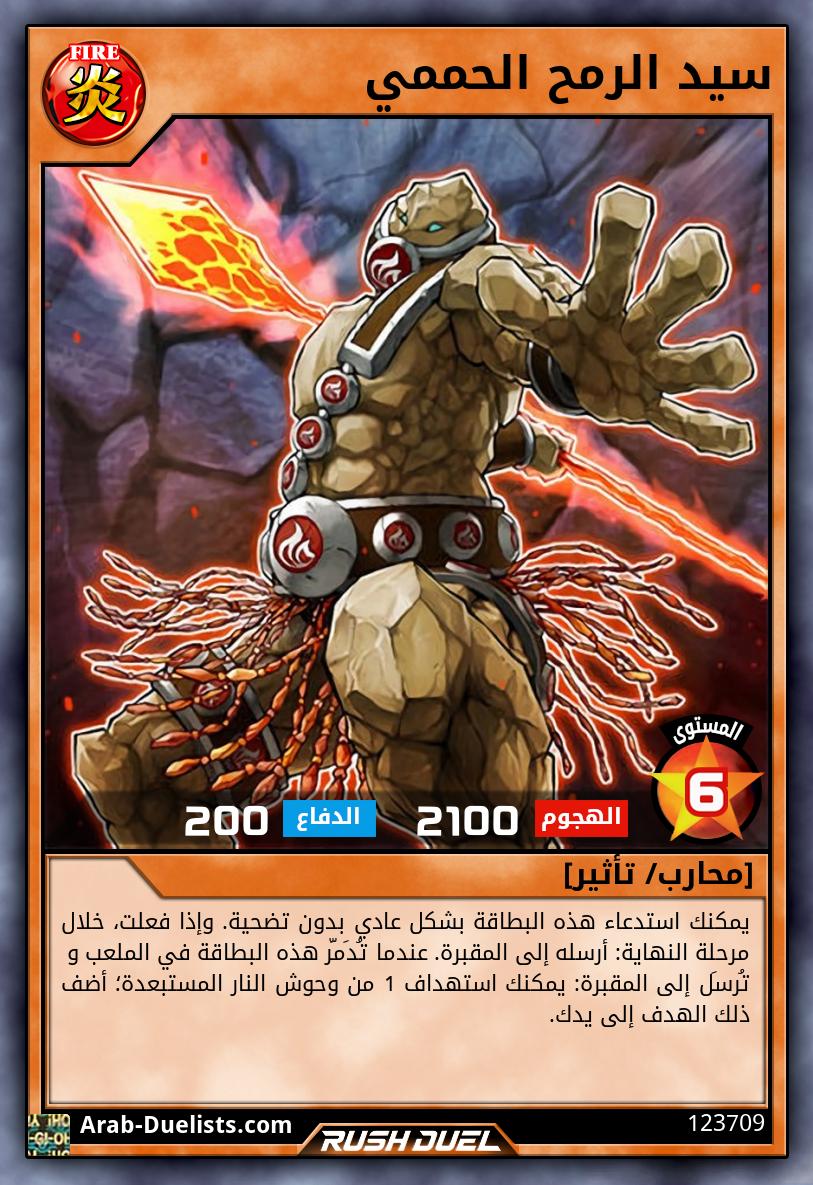 FIRE
炎
سيد الرمح الحممي
المستوى
6
الهجوم 2100 الدفاع 200
[محارب/ تأثير]
يمكنك استدعاء هذه البطاقة بشكل عادي بدون تضحية. وإذا فعلت، خلال
مرحلة النهاية: أرسله إلى المقبرة. عندما تُدَمّر هذه البطاقة في الملعب و
تُرسَل إلى المقبرة: يمكنك استهداف 1 من وحوش النار المستبعدة؛ أضف
ذلك الهدف إلى يدك.
Arab-Duelists.com
RUSH DUEL
123709